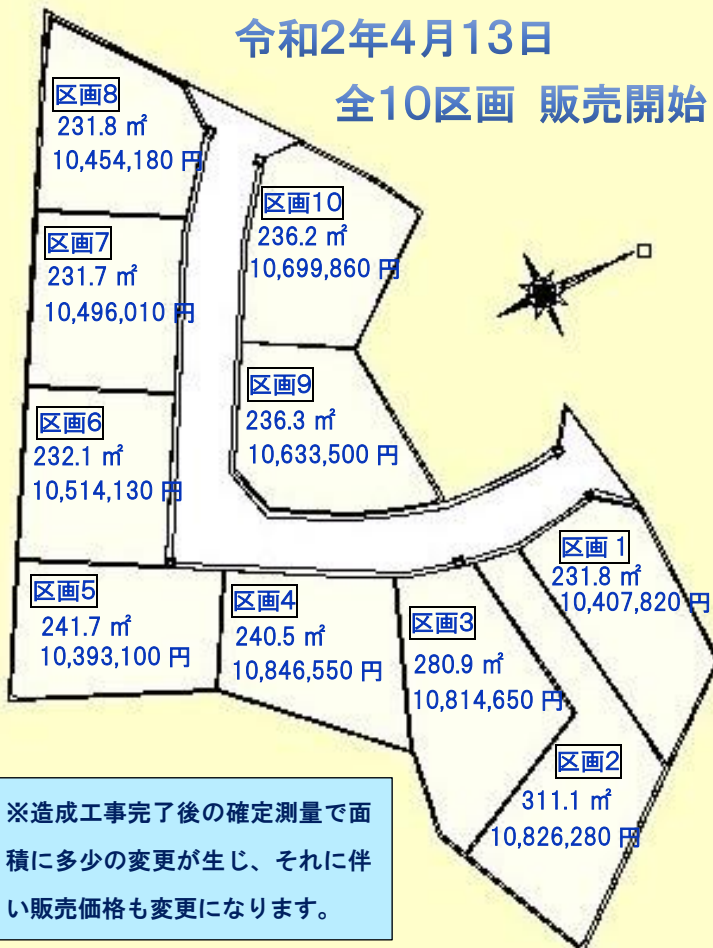 令和2年4月13日
全10区画 販売開始
区画8
231.8 ㎡
10,454,180 円
区画10
236.2 ㎡
10,699,860 円
区画7
231.7 ㎡
10,496,010 円
区画9
236.3 ㎡
10,633,500 円
区画6
232.1 ㎡
10,514,130 円
区画1
231.8 ㎡
10,407,820 円
区画5
241.7 ㎡
10,393,100 円
区画4
240.5 ㎡
10,846,550 円
区画3
280.9 ㎡
10,814,650 円
区画2
311.1 ㎡
10,826,280 円
※造成工事完了後の確定測量で面
積に多少の変更が生じ、それに伴
い販売価格も変更になります。